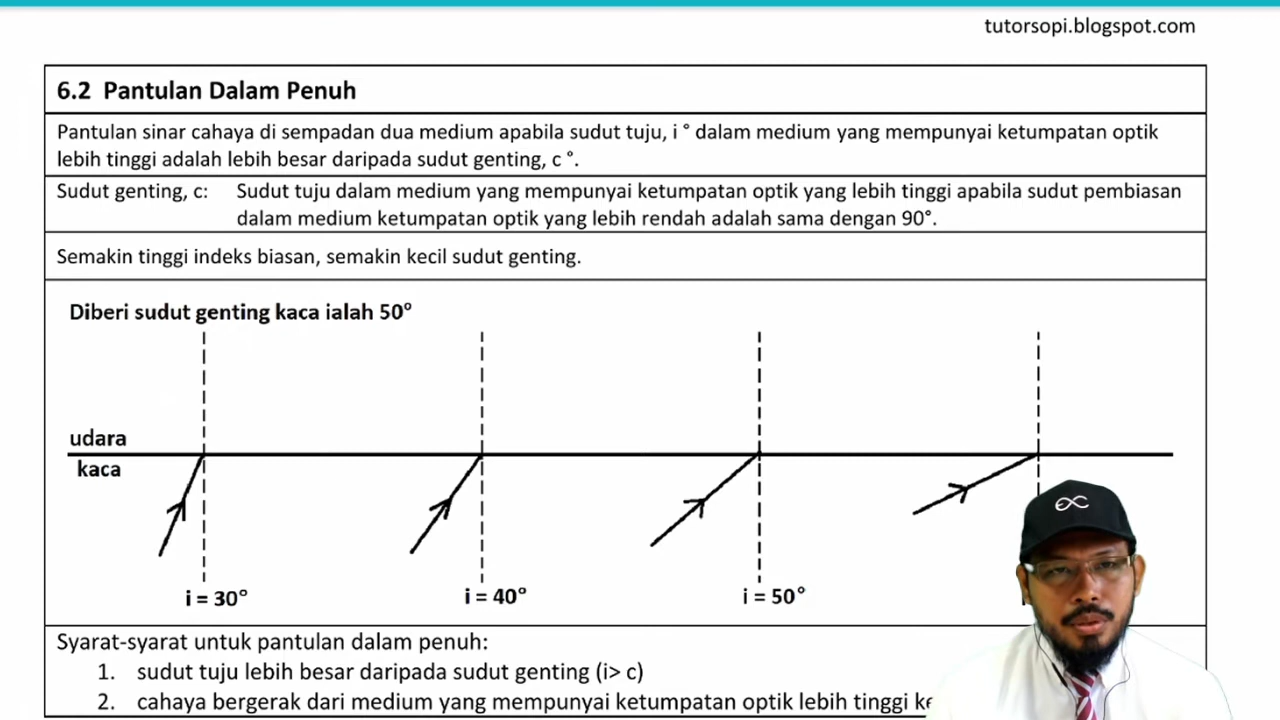 tutorsopi.blogspot.com
6.2 Pantulan Dalam Penuh
Pantulan sinar cahaya di sempadan dua medium apabila sudut tuju, i ° dalam medium yang mempunyai ketumpatan optik
lebih tinggi adalah lebih besar daripada sudut genting, c °.
Sudut genting, c: Sudut tuju dalam medium yang mempunyai ketumpatan optik yang lebih tinggi apabila sudut pembiasan
dalam medium ketumpatan optik yang lebih rendah adalah sama dengan 90°.
Semakin tinggi indeks biasan, semakin kecil sudut genting.
Diberi sudut genting kaca ialah 50°
udara
kaca
i = 30° i = 40° i = 50°
Syarat-syarat untuk pantulan dalam penuh:
1. sudut tuju lebih besar daripada sudut genting (i> c)
2. cahaya bergerak dari medium yang mempunyai ketumpatan optik lebih tinggi